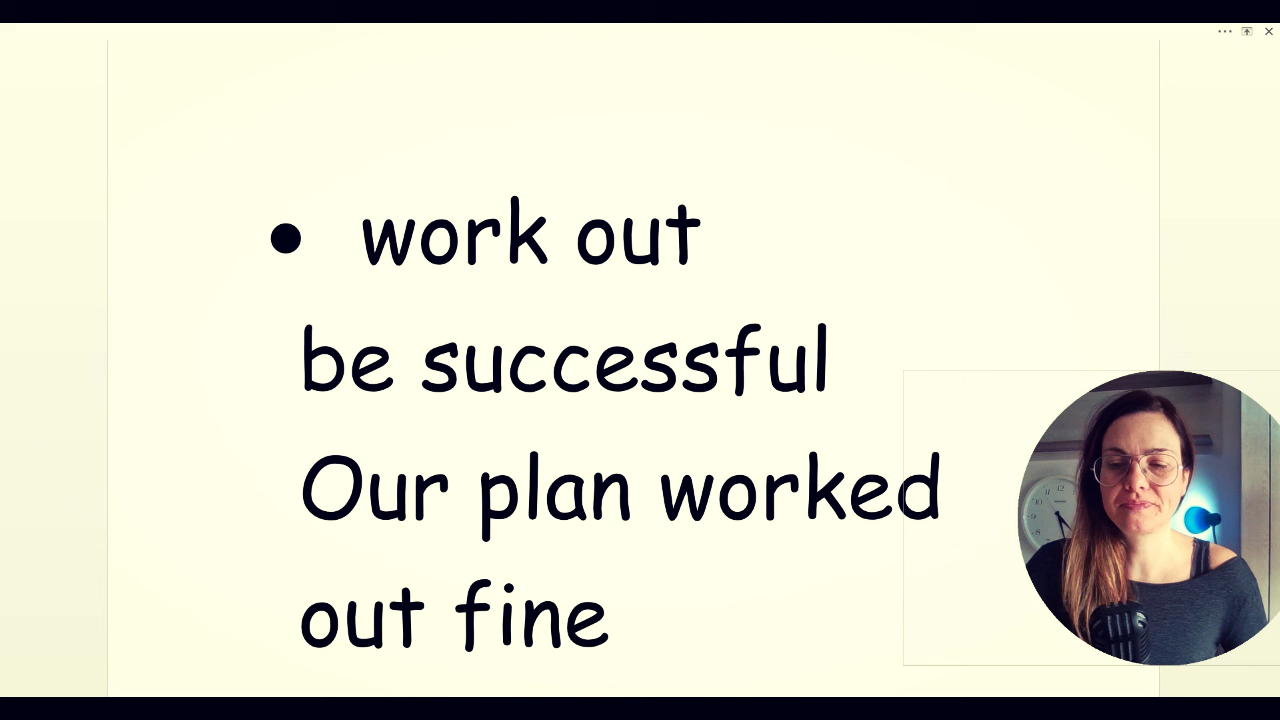 • work out
be successful
Our plan worked
out fine